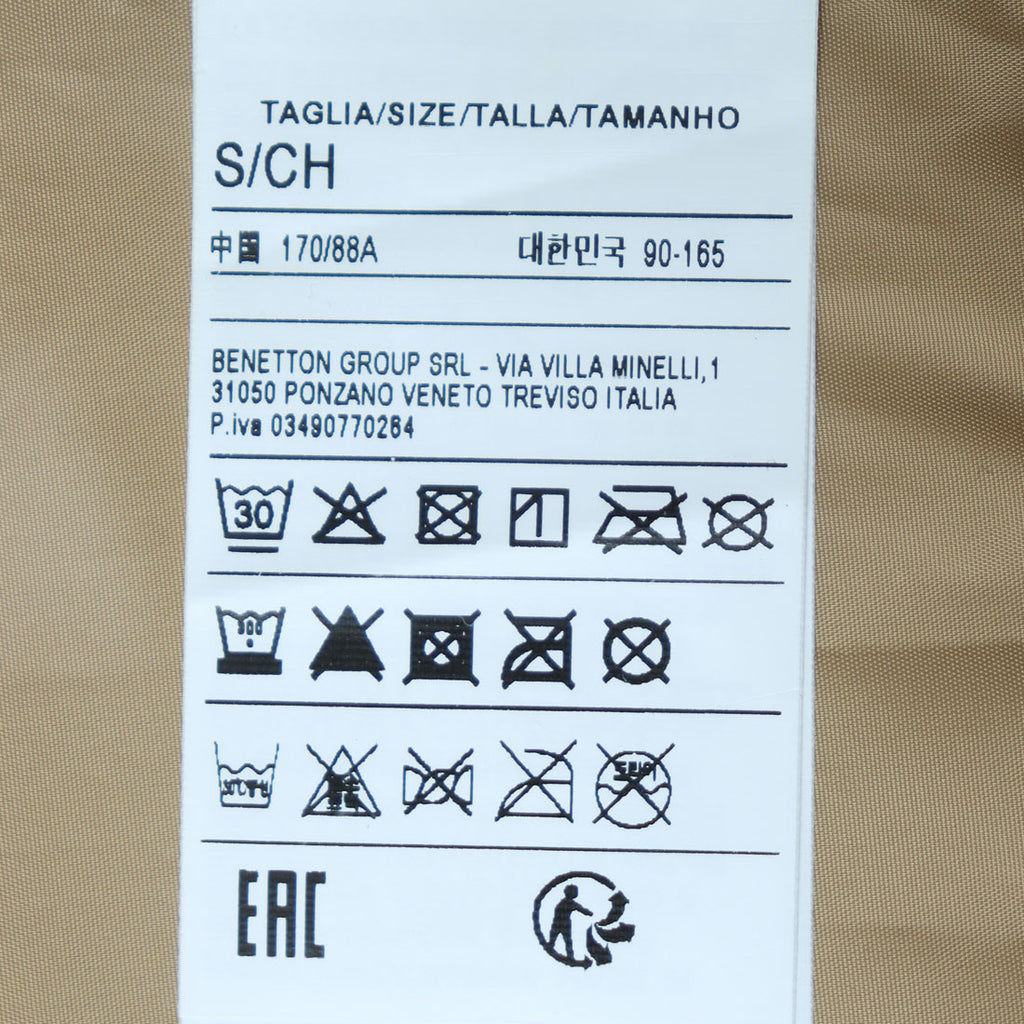 TAGLIA/SIZE/TALLA/TAMANHO
S/CH
中国 170/88A 대한민국 90-165
BENETTON GROUP SRL - VIA VILLA MINELLI,1
31050 PONZANO VENETO TREVISO ITALIA
P.iva 03490770264
30
EAC